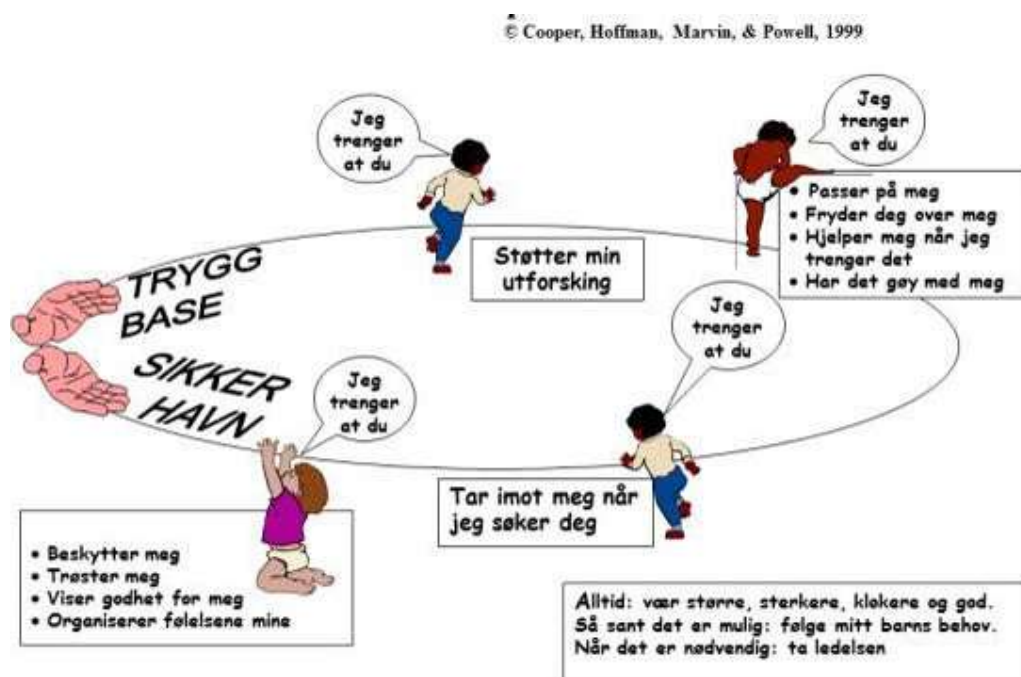 © Cooper, Hoffman, Marvin, & Powell, 1999
Jeg
trenger
at du
Støtter min
utforsking
Jeg
trenger
at du
• Passer på meg
• Fryder deg over meg
• Hjelper meg når jeg
trenger det
• Har det gøy med meg
TRYGG
BASE
SIKKER
HAVN
Jeg
trenger
at du
Tar imot meg når
jeg søker deg
Jeg
trenger
at du
• Beskytter meg
• Trøster meg
• Viser godhet for meg
• Organiserer følelsene mine
Alltid: vær større, sterkere, klokere og god.
Så sant det er mulig: følge mitt barns behov.
Når det er nødvendig: ta ledelsen